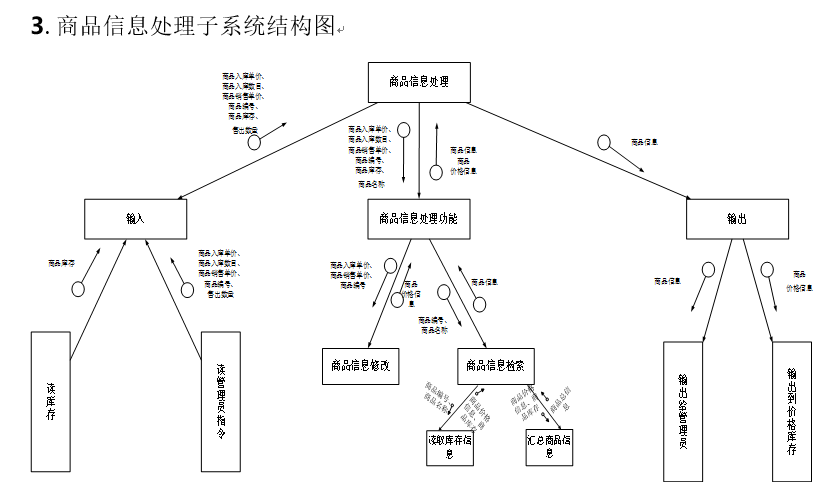 3. 商品信息处理子系统结构图
商品信息处理
商品入库单价、
商品入库数目、
商品销售单价、
商品编号、
商品库存、
售出数量
商品入库单价、
商品入库数目、
商品销售单价、
商品编号、
商品库存、
商品名称
商品信息
商品
价格信息
商品信息
输入
商品信息处理功能
输出
商品库存
商品入库单价、
商品入库数目、
商品销售单价、
商品编号、
售出数量
商品入库单价、
商品销售单价、
商品编号
商品
价格信
息
商品信息
商品编号、
商品名称
商品信息
商品
价格信息
读库存
读管理员指令
商品信息修改
商品信息检索
输出给管理员
输出到价格库存
商品编号、
商品名称
商品价格
信息、商
品库存
商品价格
信息、商
品库存
商品总信
息
读取库存信
息
汇总商品信
息